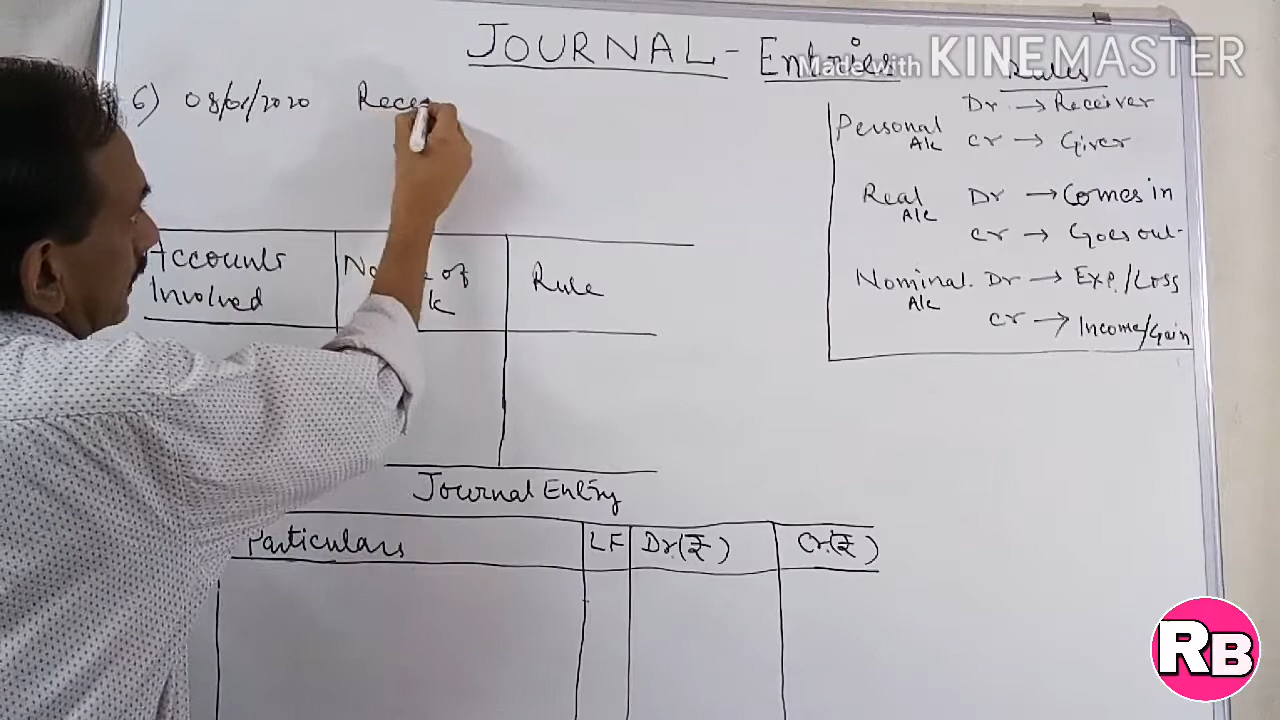 JOURNAL - Entries
Made with KINEMASTER
Rules
6) 08/01/2020
Personal A/c Dr → Receiver
Cr → Giver
Real A/c Dr → Comes in
Cr → Goes out
Nominal A/c Dr → Exp./Loss
Cr → Income/Gain
Accounts Involved
of
Rule
Journal Entry
Particulars LF Dr.(₹) Cr.(₹)
RB